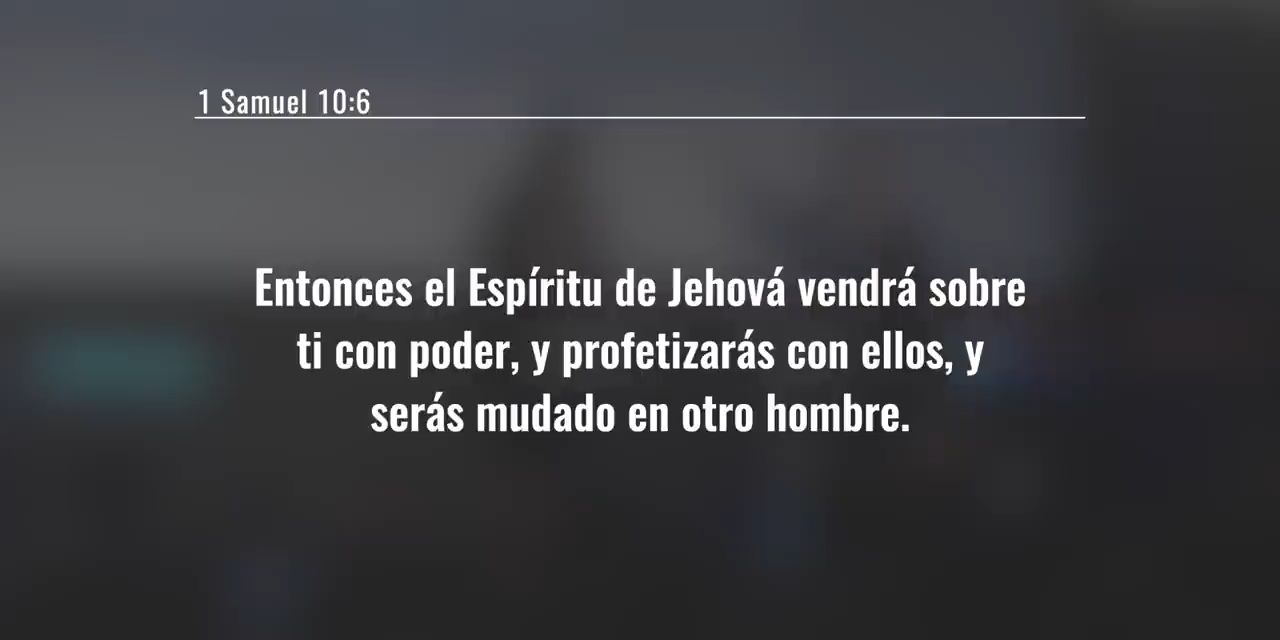 1 Samuel 10:6
Entonces el Espíritu de Jehová vendrá sobre
ti con poder, y profetizarás con ellos, y
serás mudado en otro hombre.